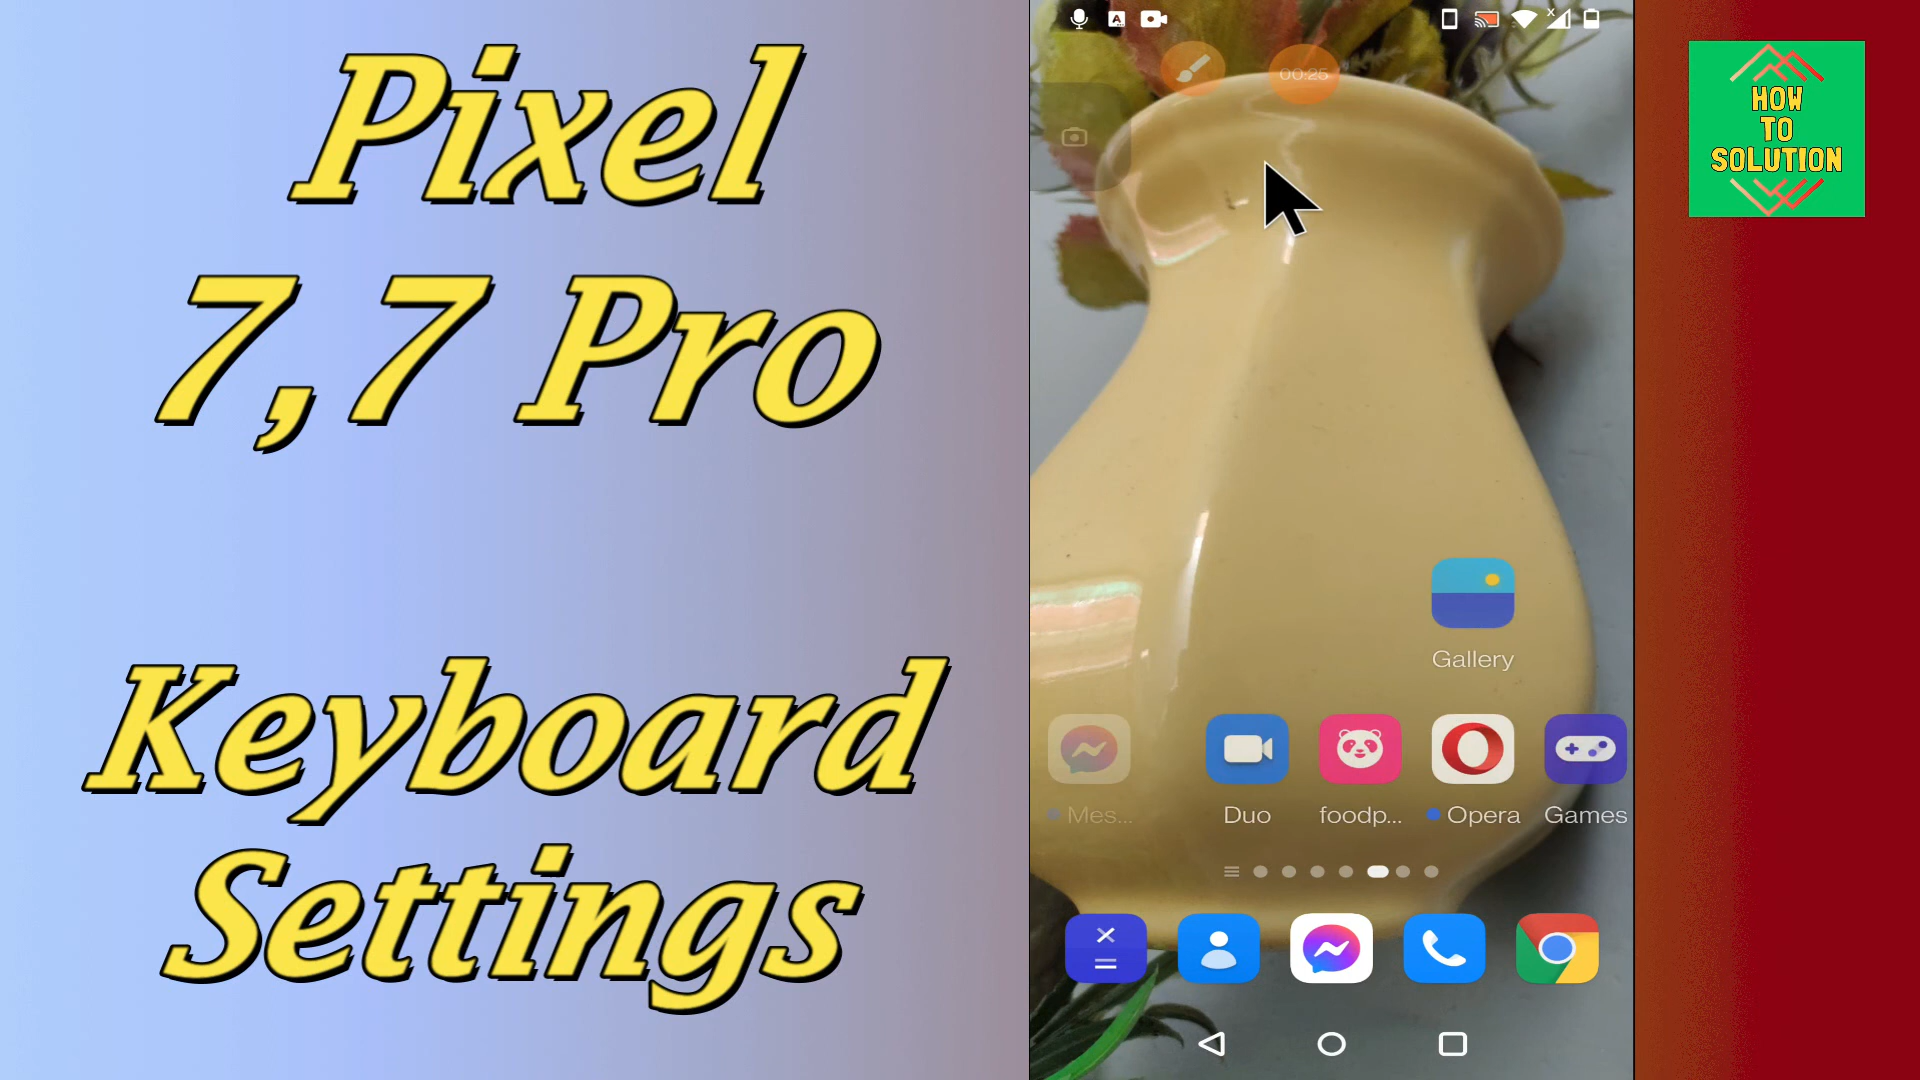 Pixel
7,7 Pro
Keyboard
Settings
00:25
Gallery
Mes...
Duo
foodp...
Opera
Games
HOW
TO
SOLUTION